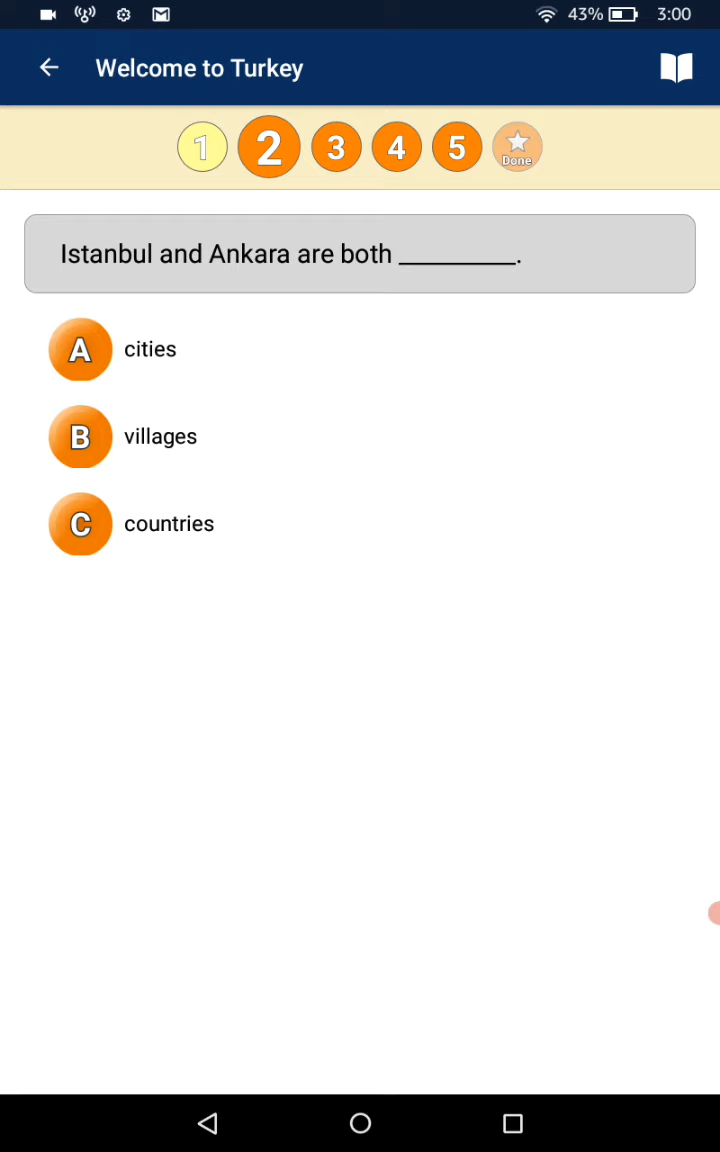 43% 3:00
Welcome to Turkey
1 2 3 4 5 Done
Istanbul and Ankara are both _________.
A cities
B villages
C countries